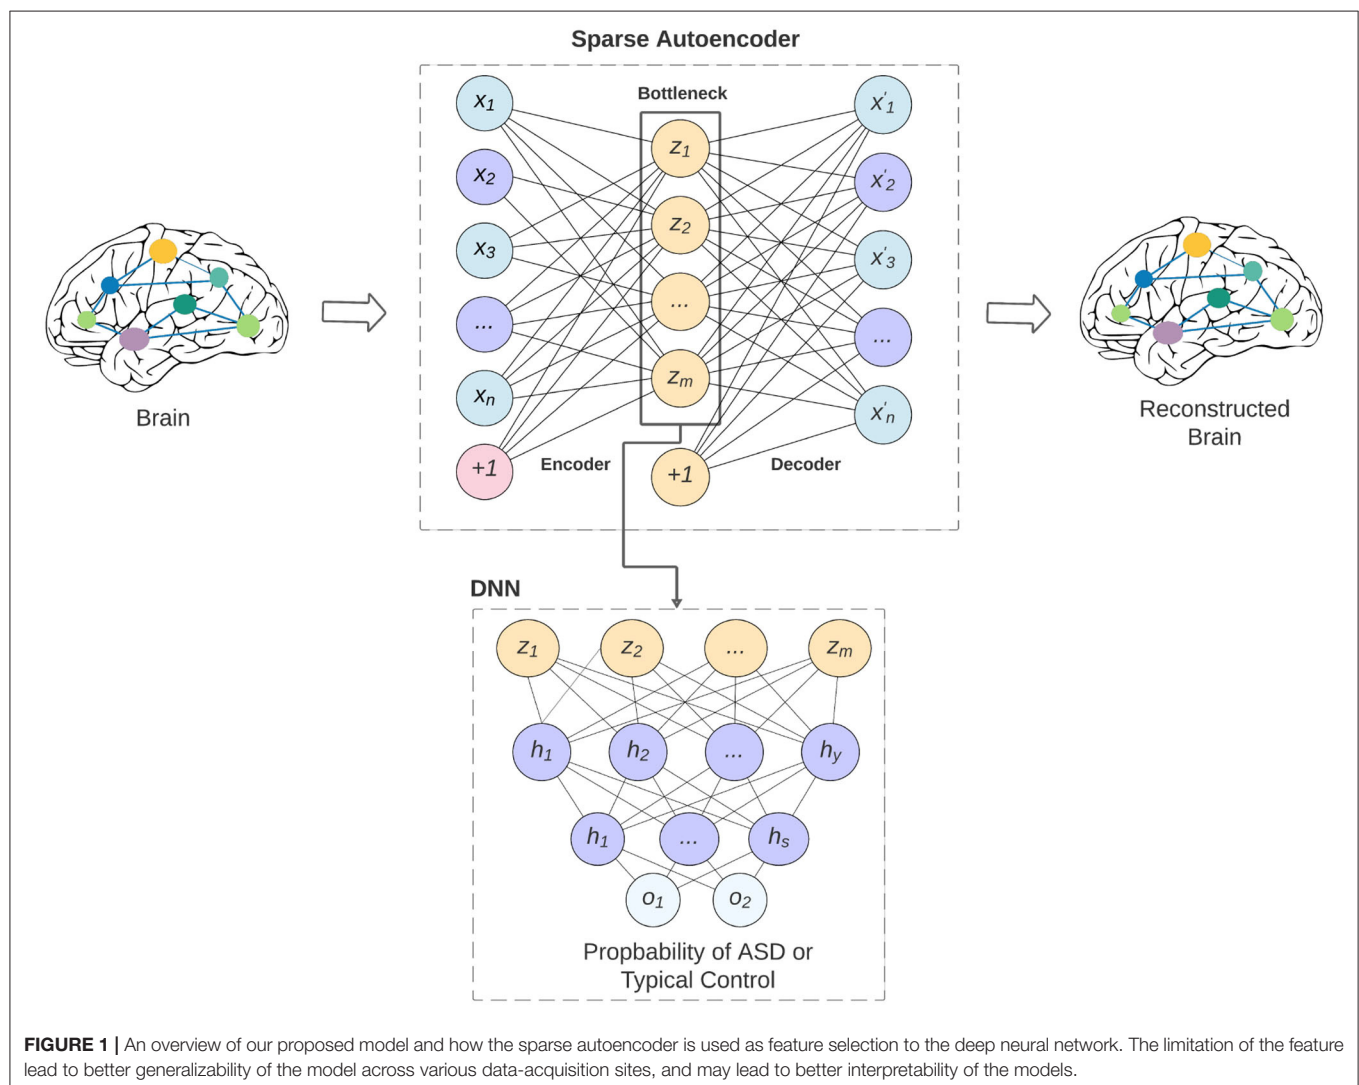 Sparse Autoencoder
Bottleneck
x1
x2
x3
...
xn
+1
z1
z2
...
zm
+1
x'1
x'2
x'3
...
x'n
Encoder
Decoder
Brain
Reconstructed
Brain
DNN
z1 z2 ... zm
h1 h2 ... hy
h1 ... hs
o1 o2
Propbability of ASD or
Typical Control
FIGURE 1 | An overview of our proposed model and how the sparse autoencoder is used as feature selection to the deep neural network. The limitation of the feature
lead to better generalizability of the model across various data-acquisition sites, and may lead to better interpretability of the models.